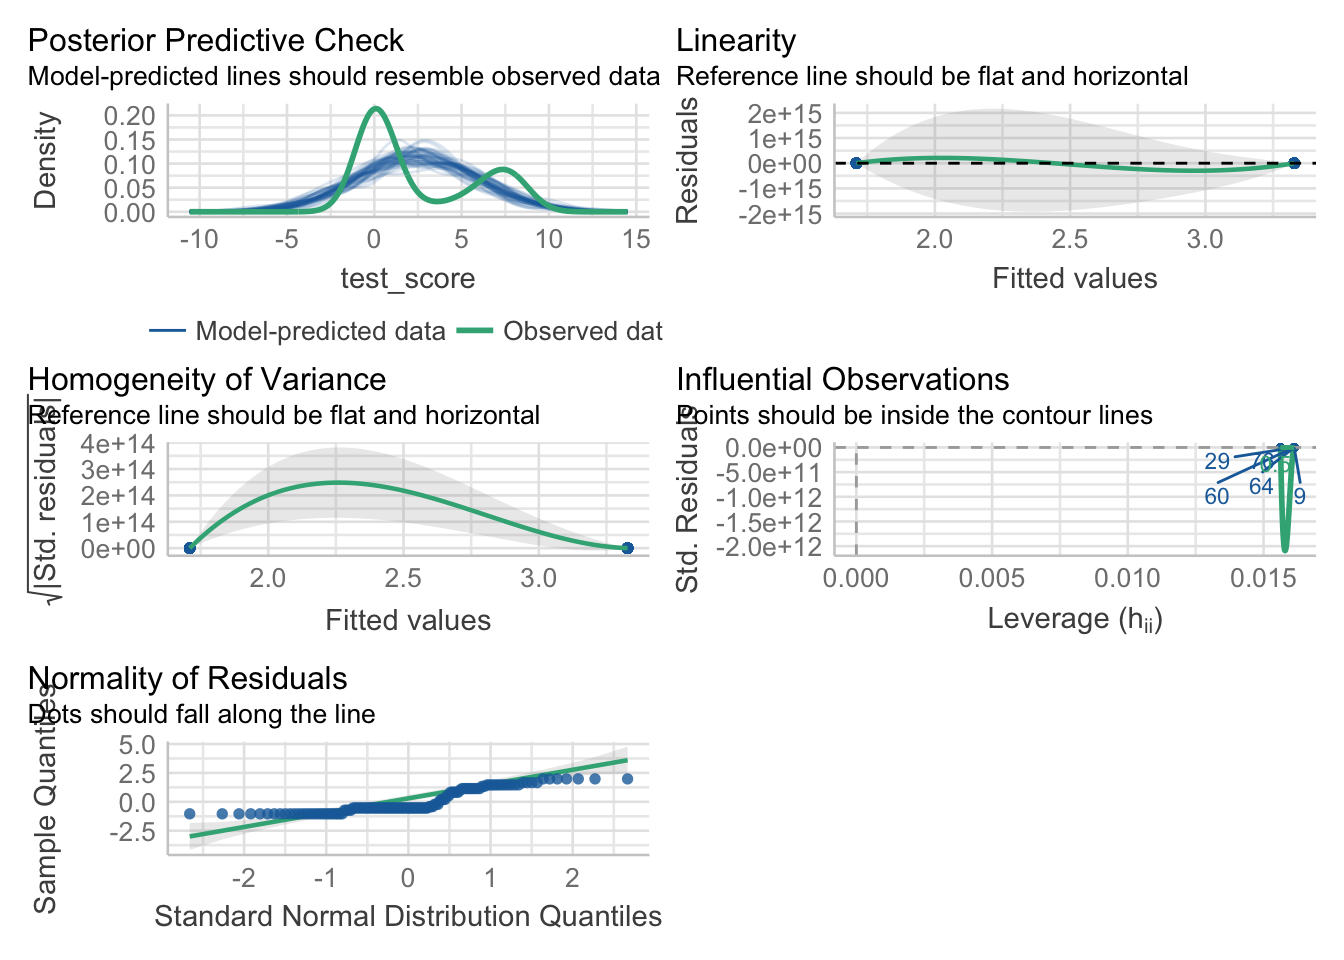 Posterior Predictive Check
Model-predicted lines should resemble observed data
Density
0.20
0.15
0.10
0.05
0.00
-10 -5 0 5 10 15
test_score
Model-predicted data Observed dat
Linearity
Reference line should be flat and horizontal
Residuals
2e+15
1e+15
0e+00
-1e+15
-2e+15
2.0 2.5 3.0
Fitted values
Homogeneity of Variance
Reference line should be flat and horizontal
√|Std. residuals|
4e+14
3e+14
2e+14
1e+14
0e+00
2.0 2.5 3.0
Fitted values
Influential Observations
Points should be inside the contour lines
Std. Residuals
0.0e+00
-5.0e+11
-1.0e+12
-1.5e+12
-2.0e+12
29
60
64
9
0.000 0.005 0.010 0.015
Leverage (hii)
Normality of Residuals
Dots should fall along the line
Sample Quantiles
5.0
2.5
0.0
-2.5
-2 -1 0 1 2
Standard Normal Distribution Quantiles